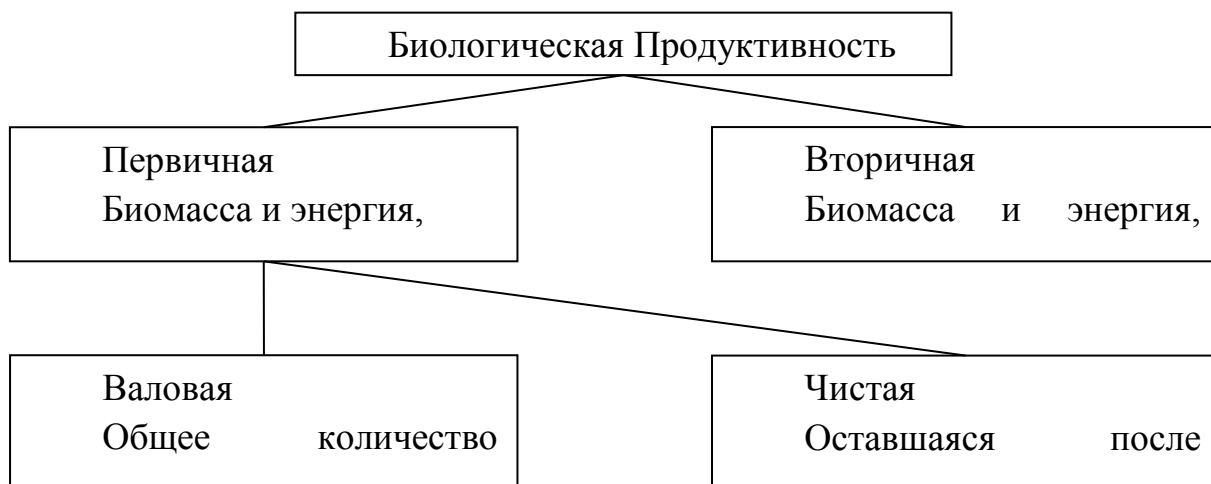 Биологическая Продуктивность
Первичная
Биомасса и энергия,
Вторичная
Биомасса и энергия,
Валовая
Общее количество
Чистая
Оставшаяся после